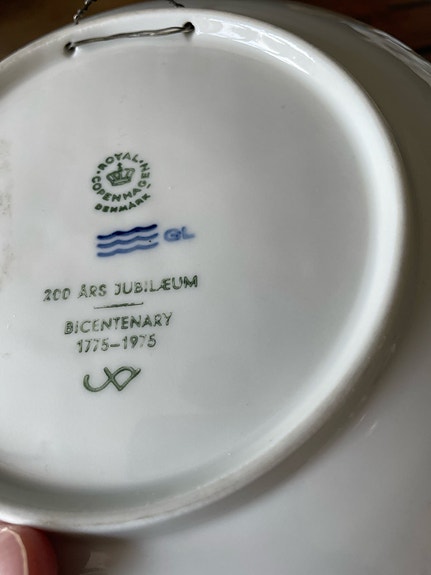 ROYAL
COPENHAGEN
DENMARK
GL
200 ÅRS JUBILÆUM
BICENTENARY
1775–1975